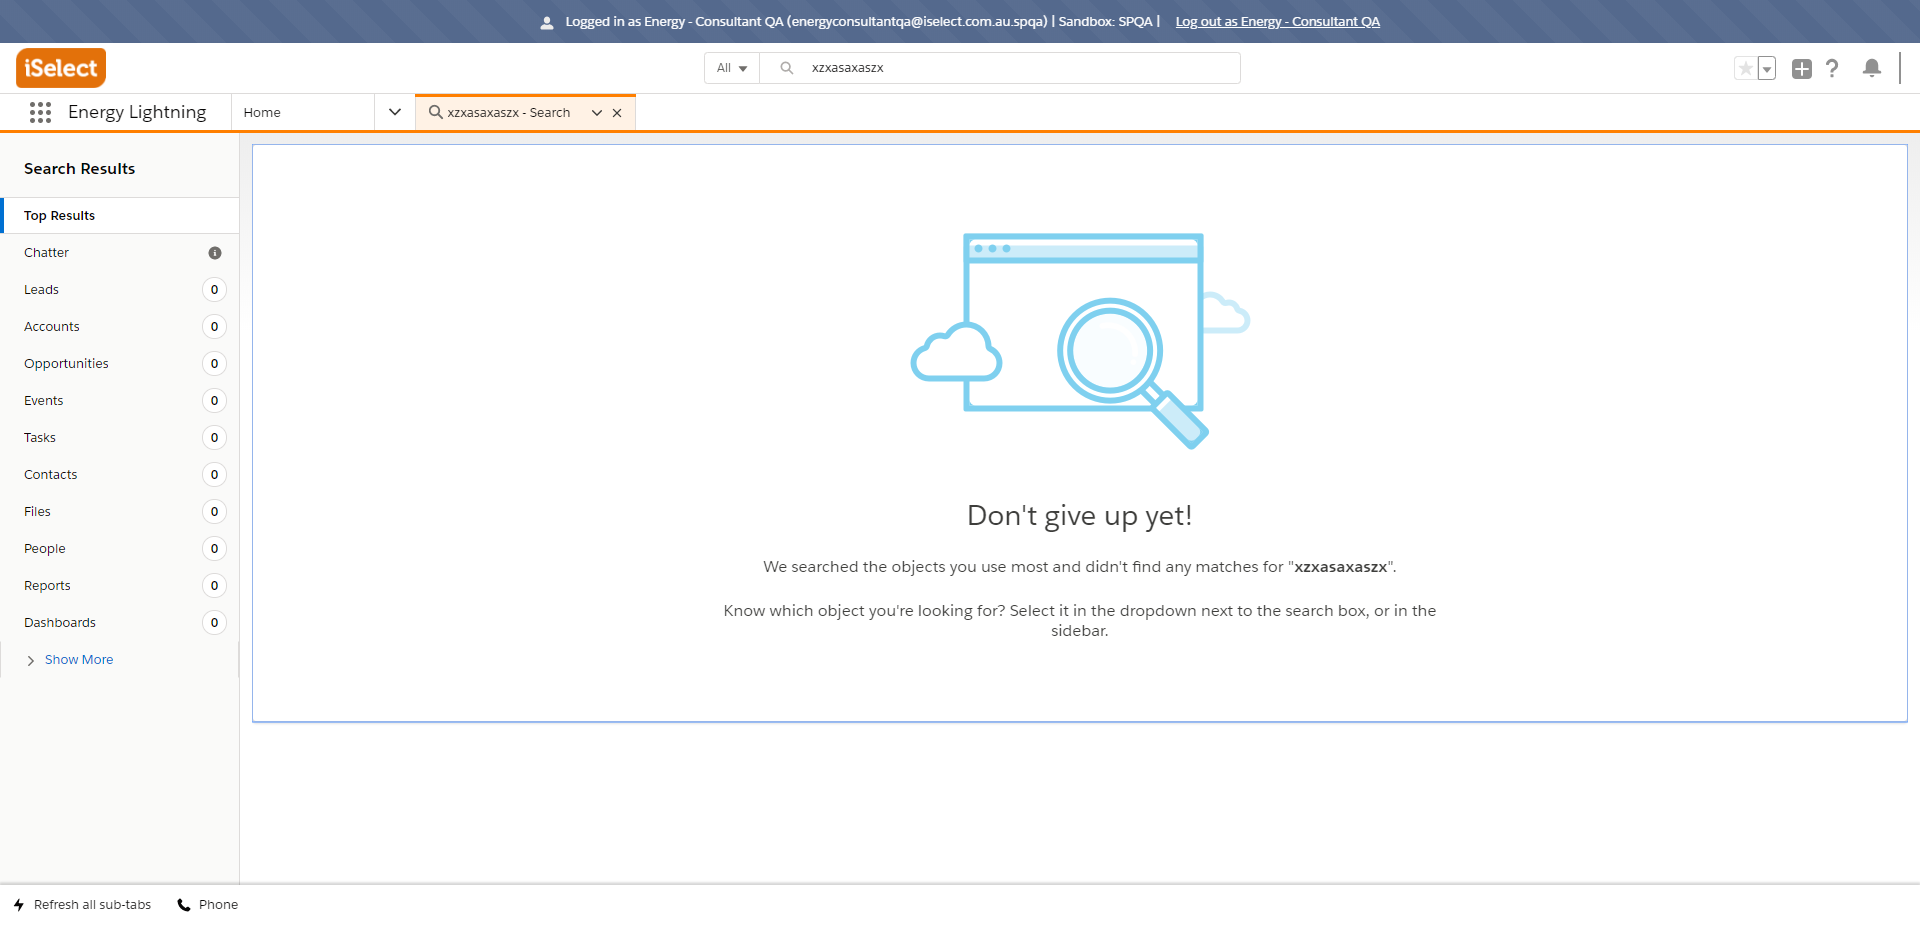 Logged in as Energy - Consultant QA (energyconsultantqa@iselect.com.au.spqa) | Sandbox: SPQA | Log out as Energy - Consultant QA
iSelect
All
xzxasaxaszx
Energy Lightning
Home
xzxasaxaszx - Search
Search Results
Top Results
Chatter
Leads 0
Accounts 0
Opportunities 0
Events 0
Tasks 0
Contacts 0
Files 0
People 0
Reports 0
Dashboards 0
Show More
Don't give up yet!
We searched the objects you use most and didn't find any matches for "xzxasaxaszx".
Know which object you're looking for? Select it in the dropdown next to the search box, or in the
sidebar.
Refresh all sub-tabs
Phone